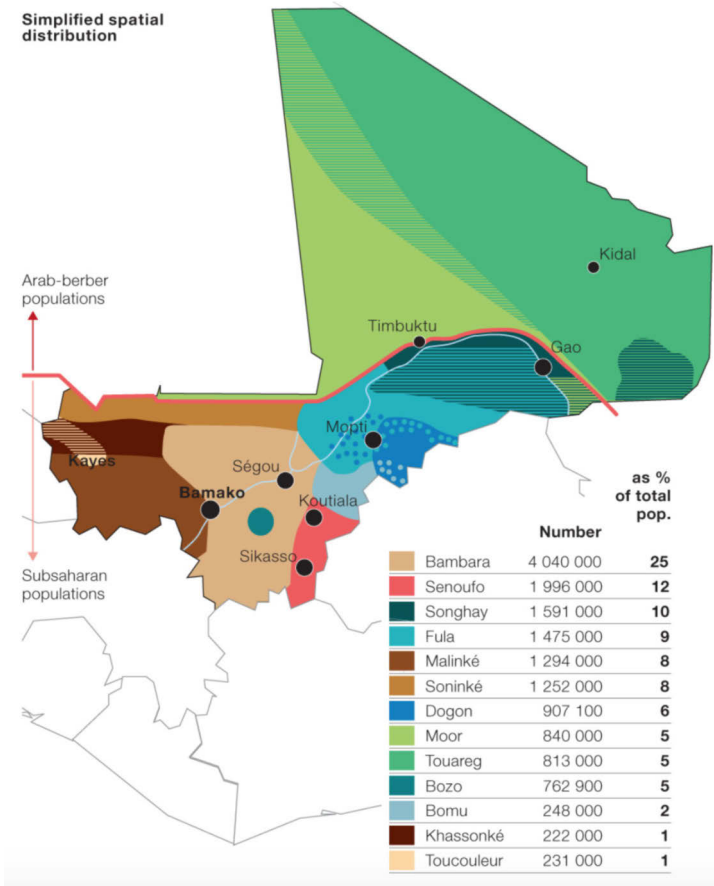 Simplified spatial
distribution
Kidal
Arab-berber
populations
Timbuktu
Gao
Mopti
Kayes
Ségou
Bamako
Koutiala
Sikasso
Subsaharan
populations
as %
of total
pop.
Number
Bambara 4 040 000 25
Senoufo 1 996 000 12
Songhay 1 591 000 10
Fula 1 475 000 9
Malinké 1 294 000 8
Soninké 1 252 000 8
Dogon 907 100 6
Moor 840 000 5
Touareg 813 000 5
Bozo 762 900 5
Bomu 248 000 2
Khassonké 222 000 1
Toucouleur 231 000 1